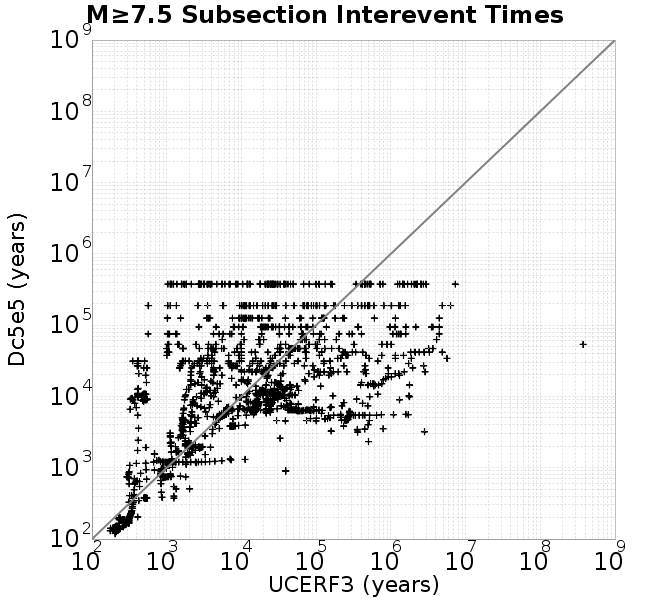 M≥7.5 Subsection Interevent Times
10^9
10^8
10^7
10^6
10^5
10^4
10^3
10^2
Dc5e5 (years)
10^2 10^3 10^4 10^5 10^6 10^7 10^8 10^9
UCERF3 (years)